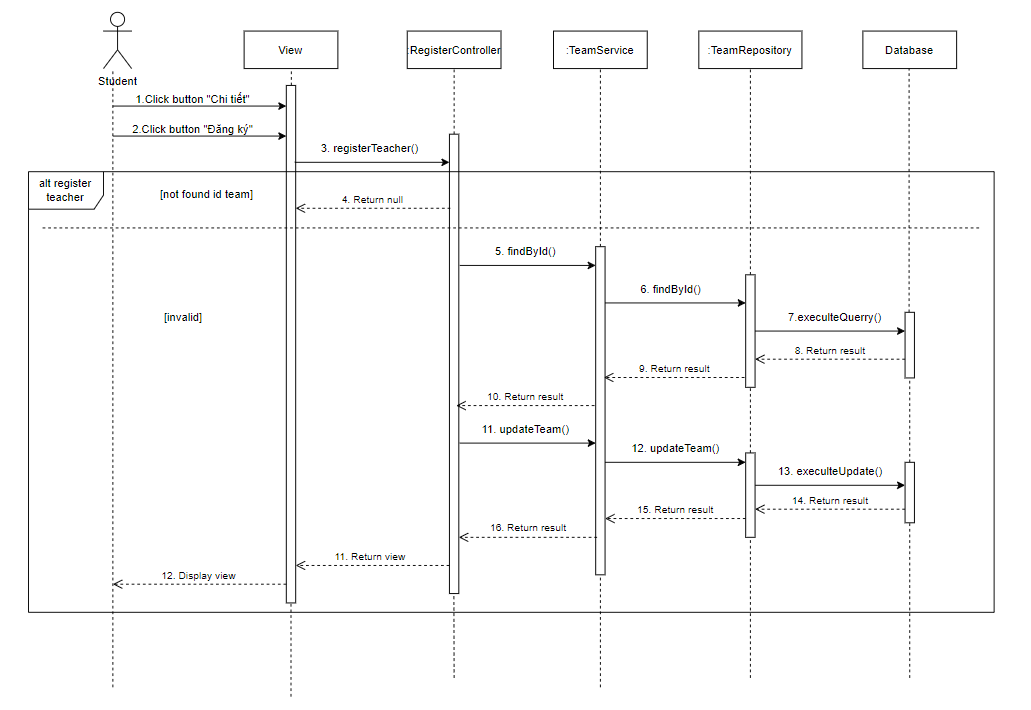 Student
View
:RegisterController
:TeamService
:TeamRepository
Database
1.Click button "Chi tiết"
2.Click button "Đăng ký"
3. registerTeacher()
alt register
teacher
[not found id team]
4. Return null
5. findById()
6. findById()
[invalid]
7.execulteQuerry()
8. Return result
9. Return result
10. Return result
11. updateTeam()
12. updateTeam()
13. execulteUpdate()
14. Return result
15. Return result
16. Return result
11. Return view
12. Display view